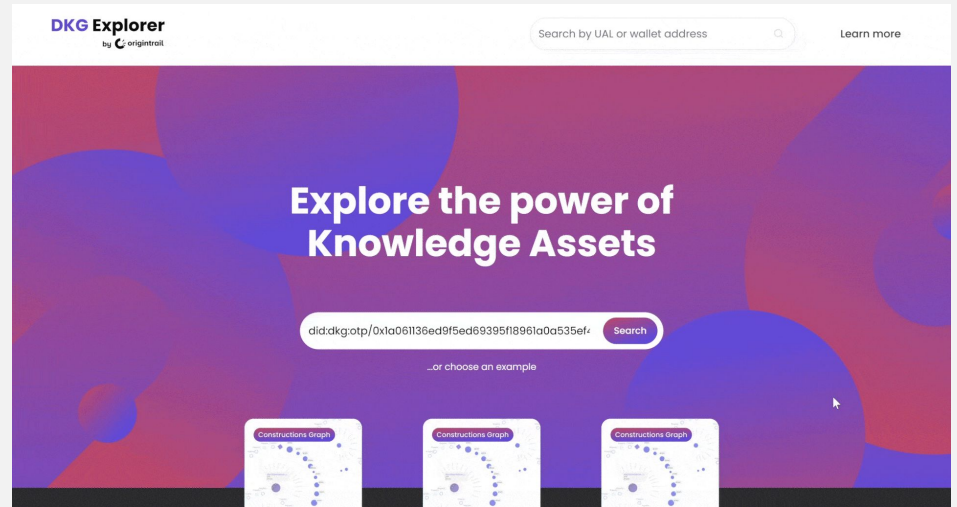 DKG Explorer
by origintrail
Search by UAL or wallet address
Learn more
Explore the power of
Knowledge Assets
did:dkg:otp/0x1a061136ed9f5ed69395f18961a0a535ef4
Search
...or choose an example
Constructions Graph
Constructions Graph
Constructions Graph